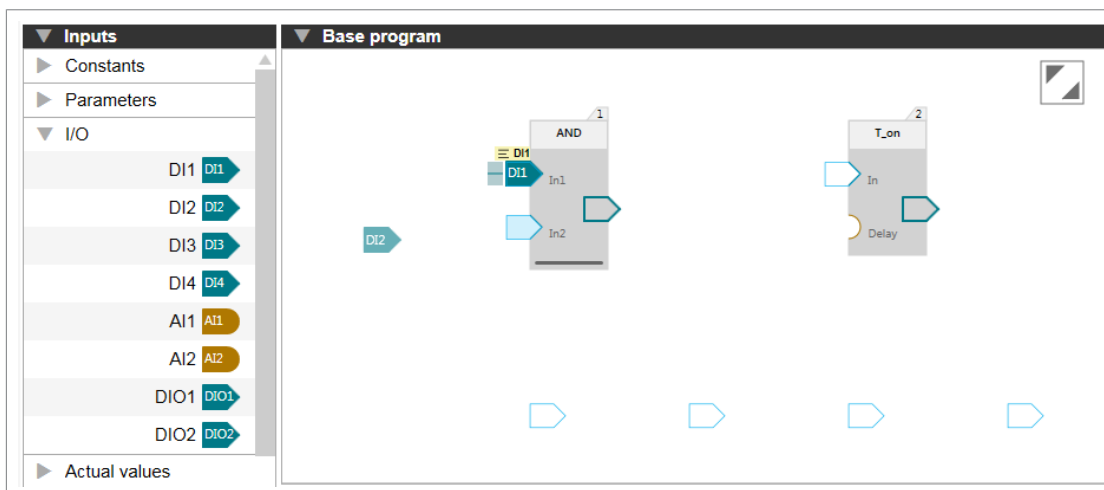 Inputs
Constants
Parameters
I/O
DI1 DI1
DI2 DI2
DI3 DI3
DI4 DI4
AI1 AI1
AI2 AI2
DIO1 DIO1
DIO2 DIO2
Actual values
Base program
1
AND
DI1
DI1 In1
In2
DI2
2
T_on
In
Delay